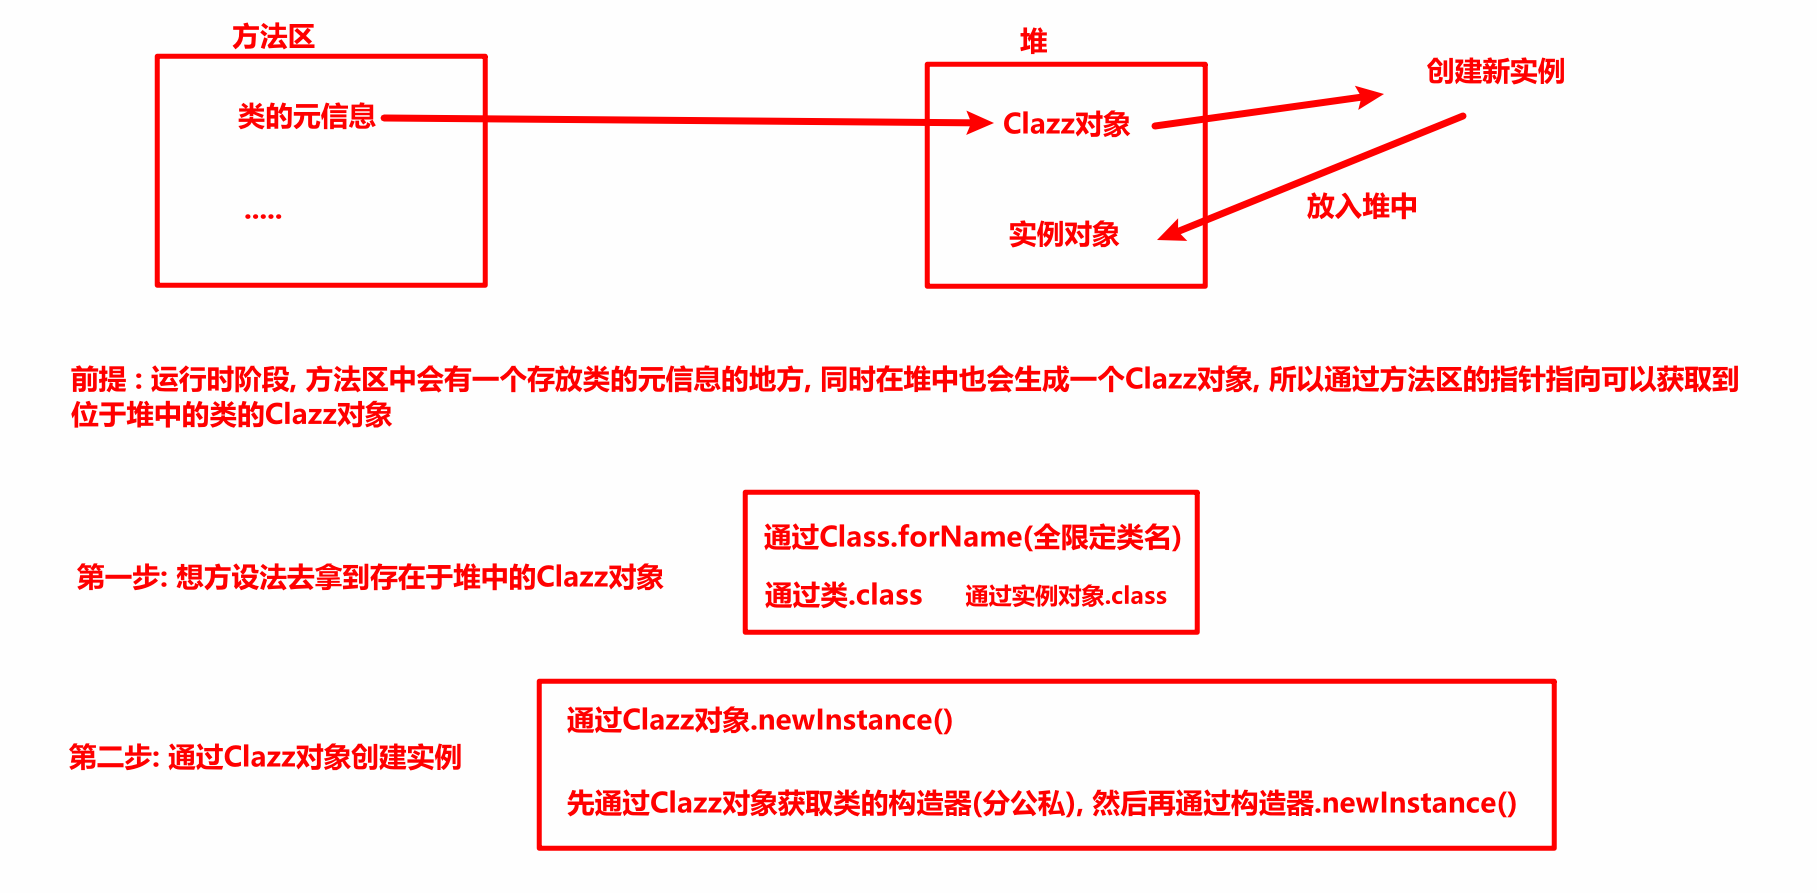 方法区
堆
创建新实例
类的元信息
Clazz对象
放入堆中
.....
实例对象
前提 : 运行时阶段, 方法区中会有一个存放类的元信息的地方, 同时在堆中也会生成一个Clazz对象, 所以通过方法区的指针指向可以获取到
位于堆中的类的Clazz对象
第一步: 想方设法去拿到存在于堆中的Clazz对象
通过Class.forName(全限定类名)
通过类.class 通过实例对象.class
第二步: 通过Clazz对象创建实例
通过Clazz对象.newInstance()
先通过Clazz对象获取类的构造器(分公私), 然后再通过构造器.newInstance()